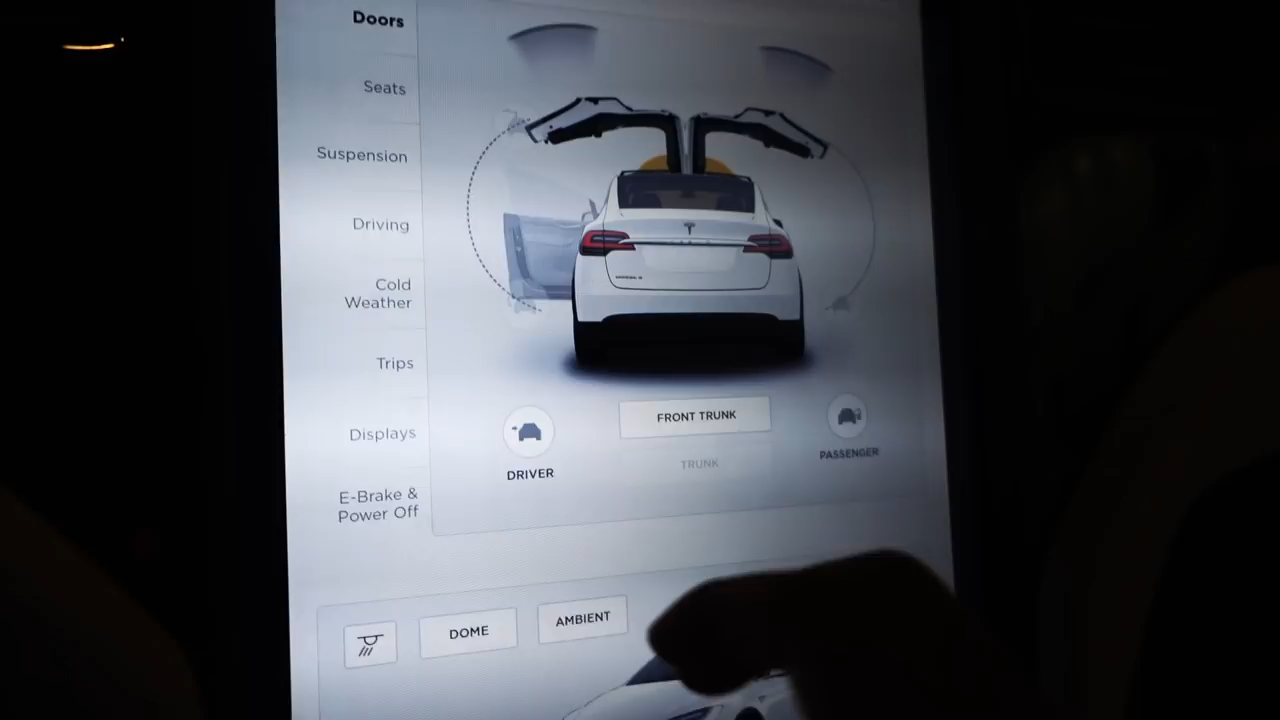 Doors
Seats
Suspension
Driving
Cold
Weather
Trips
Displays
E-Brake &
Power Off
FRONT TRUNK
TRUNK
DRIVER
PASSENGER
DOME
AMBIENT